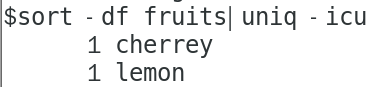 $sort -df fruits| uniq -icu
1 cherrey
1 lemon